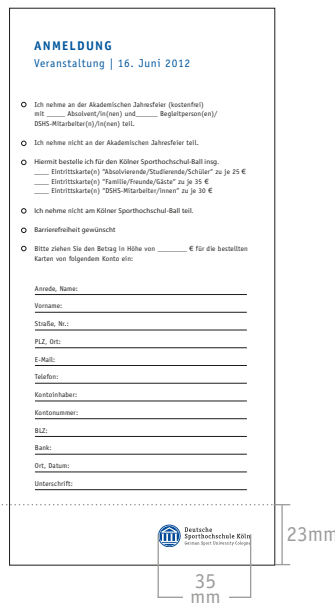 ANMELDUNG
Veranstaltung | 16. Juni 2012
Ich nehme an der Akademischen Jahresfeier (kostenfrei)
mit _____ Absolvent/in(nen) und_____ Begleitperson(en)/
DSHS-Mitarbeiter(n)/in(nen) teil.
Ich nehme nicht an der Akademischen Jahresfeier teil.
Hiermit bestelle ich für den Kölner Sporthochschul-Ball insg.
____ Eintrittskarte(n) "Absolvierende/Studierende/Schüler" zu je 25 €
____ Eintrittskarte(n) "Familie/Freunde/Gäste" zu je 35 €
____ Eintrittskarte(n) "DSHS-Mitarbeiter/innen" zu je 30 €
Ich nehme nicht am Kölner Sporthochschul-Ball teil.
Barrierefreiheit gewünscht
Bitte ziehen Sie den Betrag in Höhe von ________ € für die bestellten
Karten von folgendem Konto ein:
Anrede, Name:
Vorname:
Straße, Nr.:
PLZ, Ort:
E-Mail:
Telefon:
Kontoinhaber:
Kontonummer:
BLZ:
Bank:
Ort, Datum:
Unterschrift:
Deutsche
Sporthochschule Köln
German Sport University Cologne
23mm
35
mm